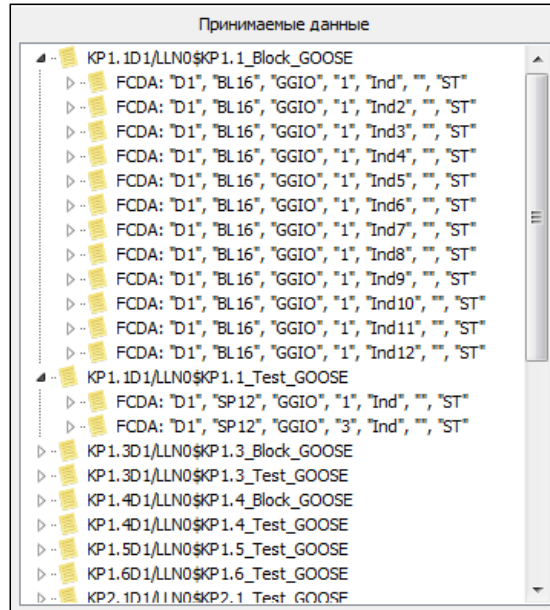 Принимаемые данные
KP1.1D1/LLN0$KP1.1_Block_GOOSE
FCDA: "D1", "BL16", "GGIO", "1", "Ind", "", "ST"
FCDA: "D1", "BL16", "GGIO", "1", "Ind2", "", "ST"
FCDA: "D1", "BL16", "GGIO", "1", "Ind3", "", "ST"
FCDA: "D1", "BL16", "GGIO", "1", "Ind4", "", "ST"
FCDA: "D1", "BL16", "GGIO", "1", "Ind5", "", "ST"
FCDA: "D1", "BL16", "GGIO", "1", "Ind6", "", "ST"
FCDA: "D1", "BL16", "GGIO", "1", "Ind7", "", "ST"
FCDA: "D1", "BL16", "GGIO", "1", "Ind8", "", "ST"
FCDA: "D1", "BL16", "GGIO", "1", "Ind9", "", "ST"
FCDA: "D1", "BL16", "GGIO", "1", "Ind10", "", "ST"
FCDA: "D1", "BL16", "GGIO", "1", "Ind11", "", "ST"
FCDA: "D1", "BL16", "GGIO", "1", "Ind12", "", "ST"
KP1.1D1/LLN0$KP1.1_Test_GOOSE
FCDA: "D1", "SP12", "GGIO", "1", "Ind", "", "ST"
FCDA: "D1", "SP12", "GGIO", "3", "Ind", "", "ST"
KP1.3D1/LLN0$KP1.3_Block_GOOSE
KP1.3D1/LLN0$KP1.3_Test_GOOSE
KP1.4D1/LLN0$KP1.4_Block_GOOSE
KP1.4D1/LLN0$KP1.4_Test_GOOSE
KP1.5D1/LLN0$KP1.5_Test_GOOSE
KP1.6D1/LLN0$KP1.6_Test_GOOSE
KP2.1D1/LLN0$KP2.1_Test_GOOSE